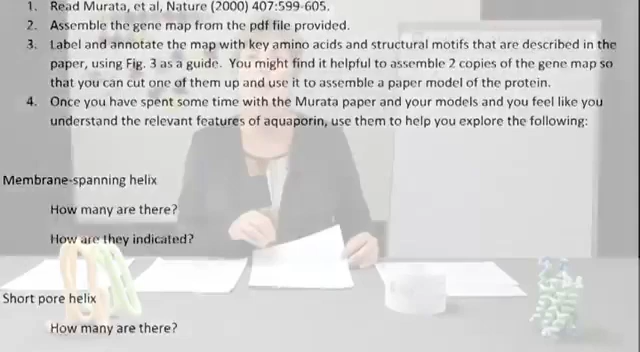 1. Read Murata, et al, Nature (2000) 407:599-605.
2. Assemble the gene map from the pdf file provided.
3. Label and annotate the map with key amino acids and structural motifs that are described in the
paper, using Fig. 3 as a guide. You might find it helpful to assemble 2 copies of the gene map so
that you can cut one of them up and use it to assemble a paper model of the protein.
4. Once you have spent some time with the Murata paper and your models and you feel like you
understand the relevant features of aquaporin, use them to help you explore the following:
Membrane-spanning helix
How many are there?
How are they indicated?
Short pore helix
How many are there?